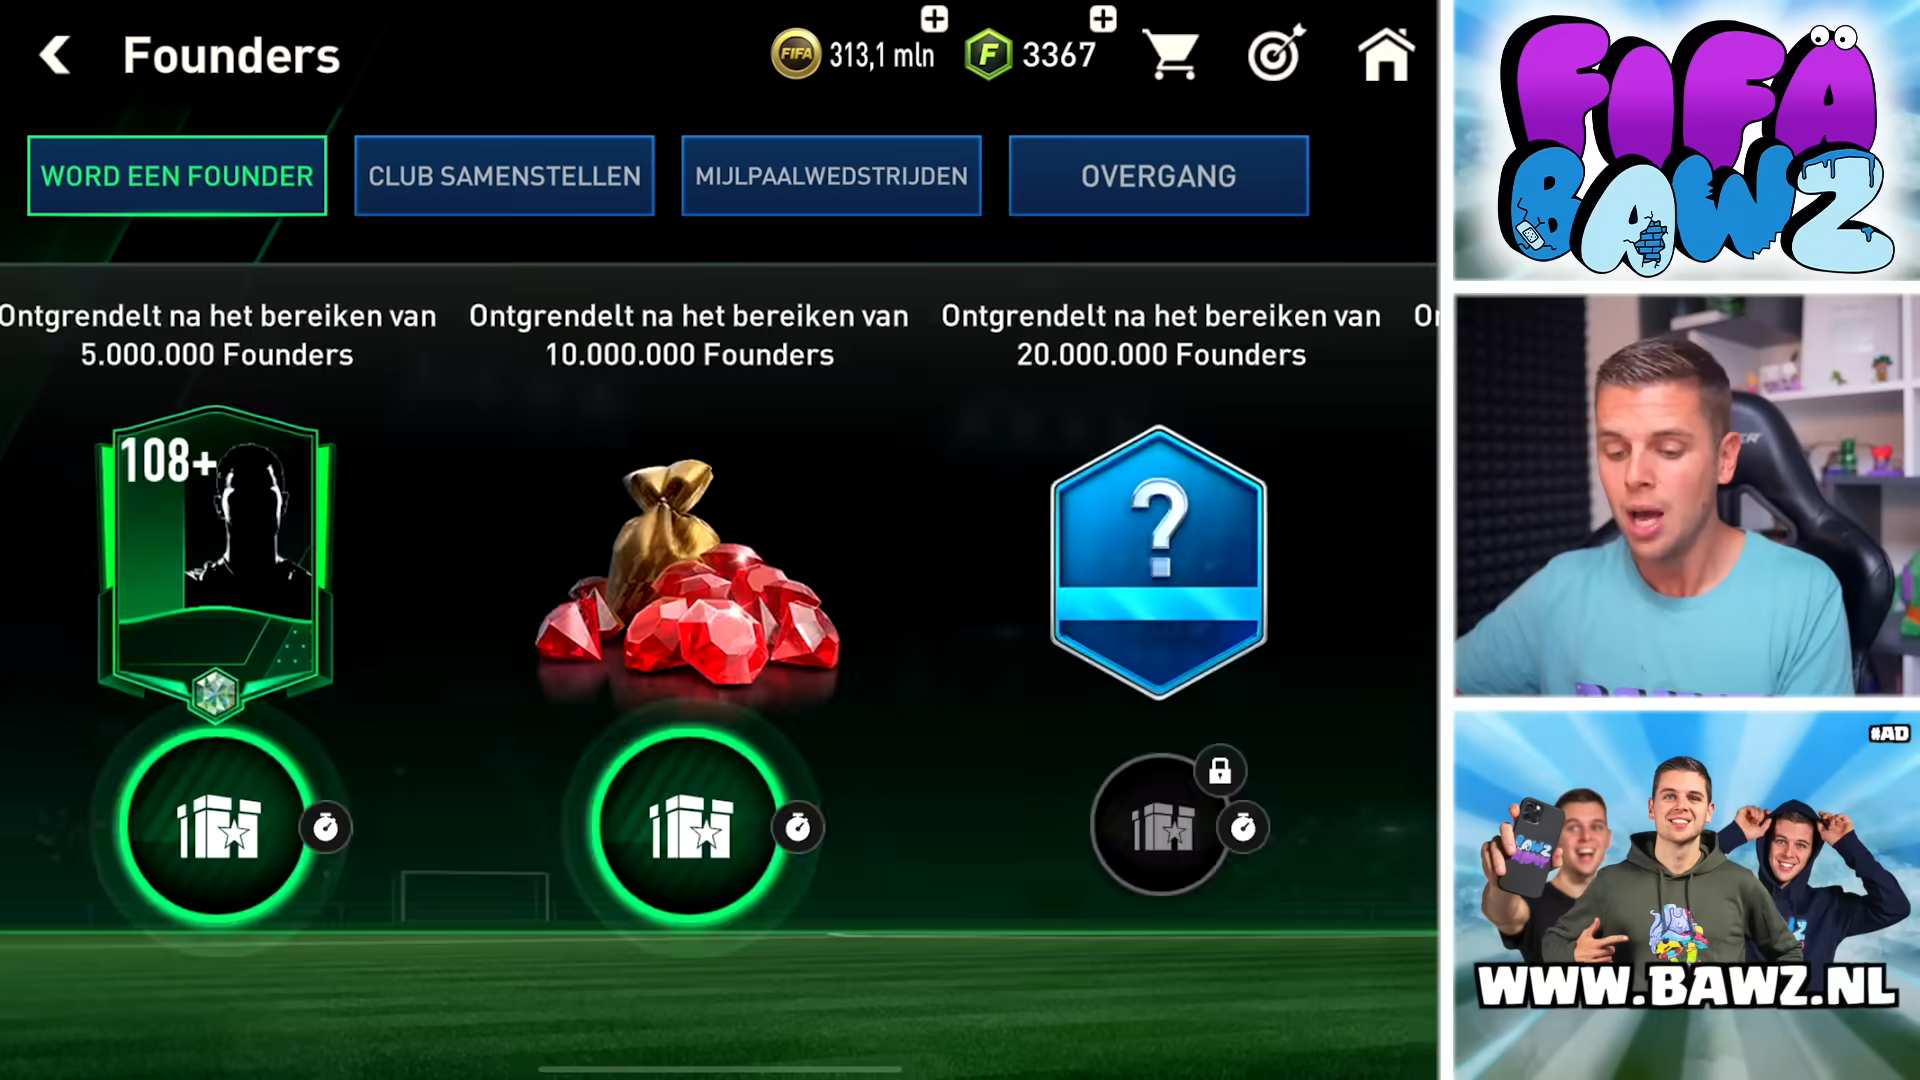 Founders
FIFA
313,1 mln
F
3367
WORD EEN FOUNDER
CLUB SAMENSTELLEN
MIJLPAALWEDSTRIJDEN
OVERGANG
Ontgrendelt na het bereiken van
5.000.000 Founders
Ontgrendelt na het bereiken van
10.000.000 Founders
Ontgrendelt na het bereiken van
20.000.000 Founders
108+
?
FIFA
BAWZ
#AD
BAWZ
WWW.BAWZ.NL